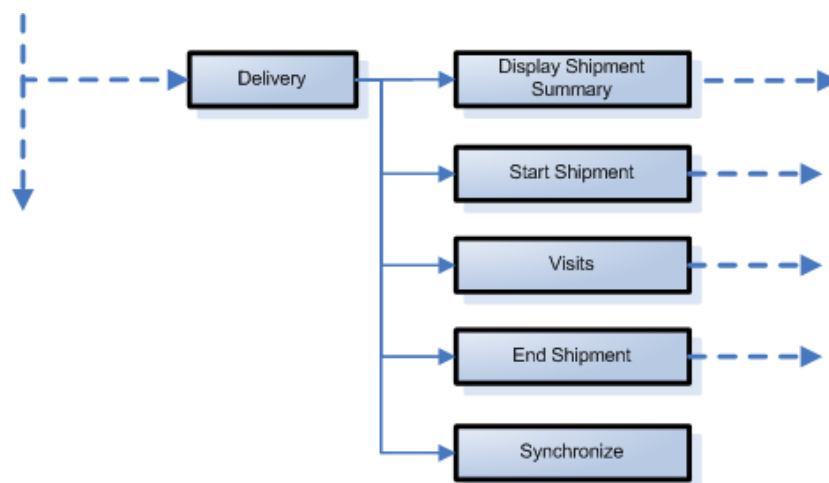 Delivery
Display Shipment
Summary
Start Shipment
Visits
End Shipment
Synchronize